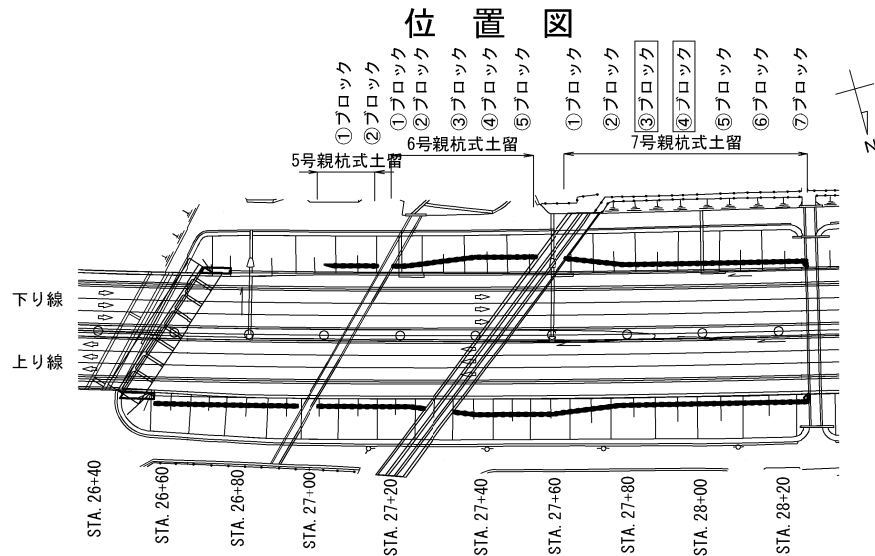 位置図
①ブロック
②ブロック
①ブロック
②ブロック
③ブロック
④ブロック
⑤ブロック
①ブロック
②ブロック
③ブロック
④ブロック
⑤ブロック
⑥ブロック
⑦ブロック
5号親杭式土留
6号親杭式土留
7号親杭式土留
N
下り線
上り線
STA. 26+40
STA. 26+60
STA. 26+80
STA. 27+00
STA. 27+20
STA. 27+40
STA. 27+60
STA. 27+80
STA. 28+00
STA. 28+20